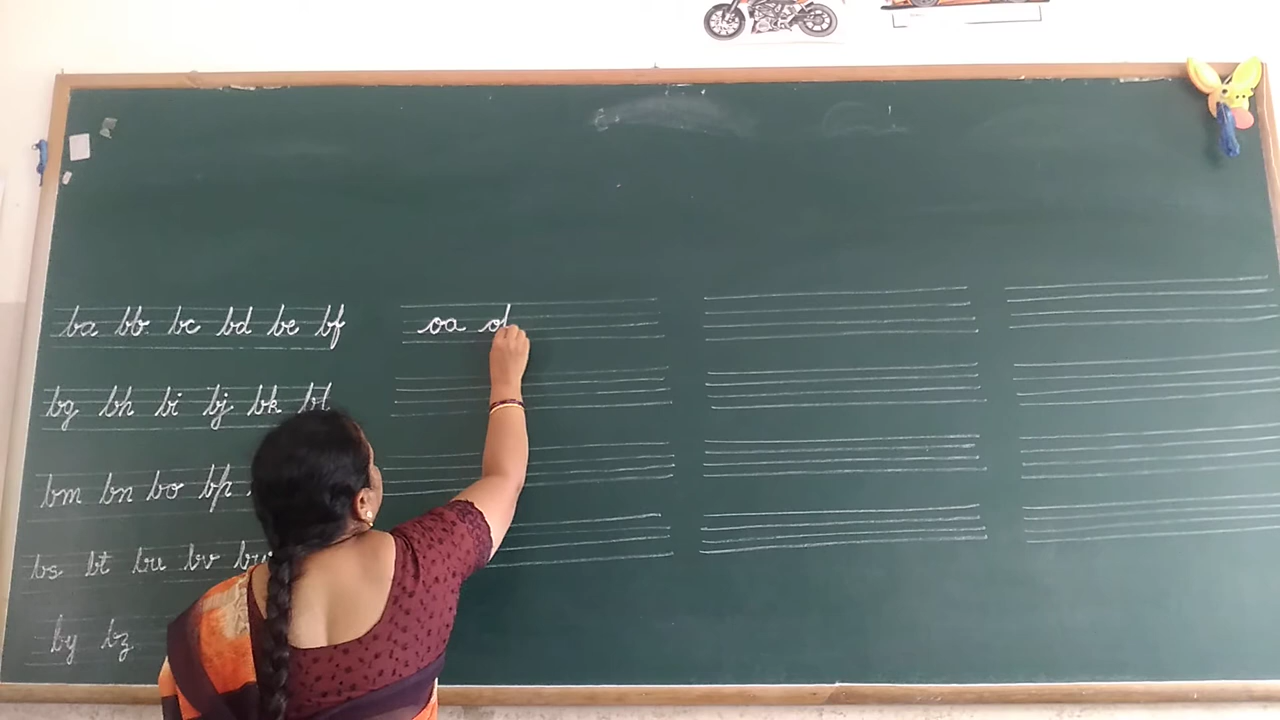 ba bb bc bd be bf
bg bh bi bj bk bl
bm bn bo bp
bs bt bu bv
by bz
oa